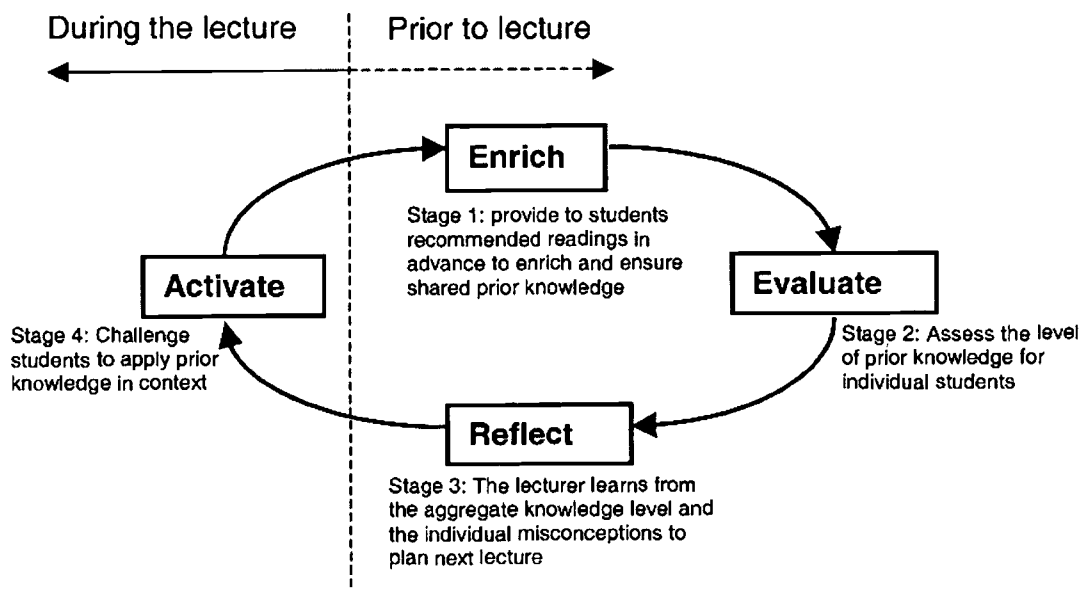 During the lecture
Prior to lecture
Enrich
Stage 1: provide to students
recommended readings in
advance to enrich and ensure
shared prior knowledge
Evaluate
Stage 2: Assess the level
of prior knowledge for
individual students
Reflect
Stage 3: The lecturer learns from
the aggregate knowledge level and
the individual misconceptions to
plan next lecture
Activate
Stage 4: Challenge
students to apply prior
knowledge in context